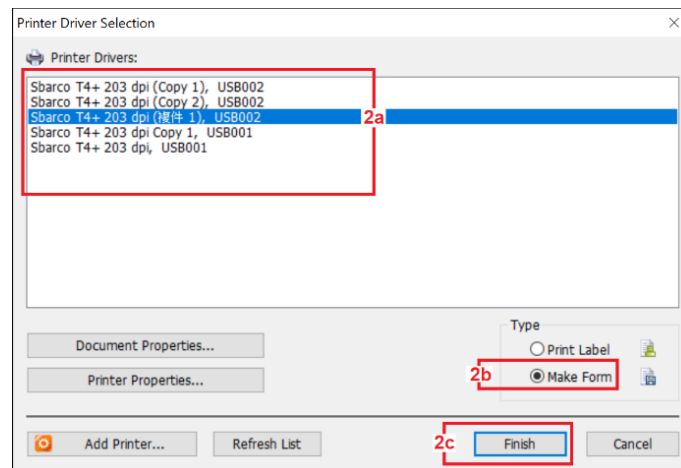 Printer Driver Selection
Printer Drivers:
Sbarco T4+ 203 dpi (Copy 1), USB002
Sbarco T4+ 203 dpi (Copy 2), USB002
Sbarco T4+ 203 dpi (複件 1), USB002
2a
Sbarco T4+ 203 dpi Copy 1, USB001
Sbarco T4+ 203 dpi, USB001
Type
Document Properties...
Print Label
Printer Properties...
2b
Make Form
Add Printer...
Refresh List
2c
Finish
Cancel